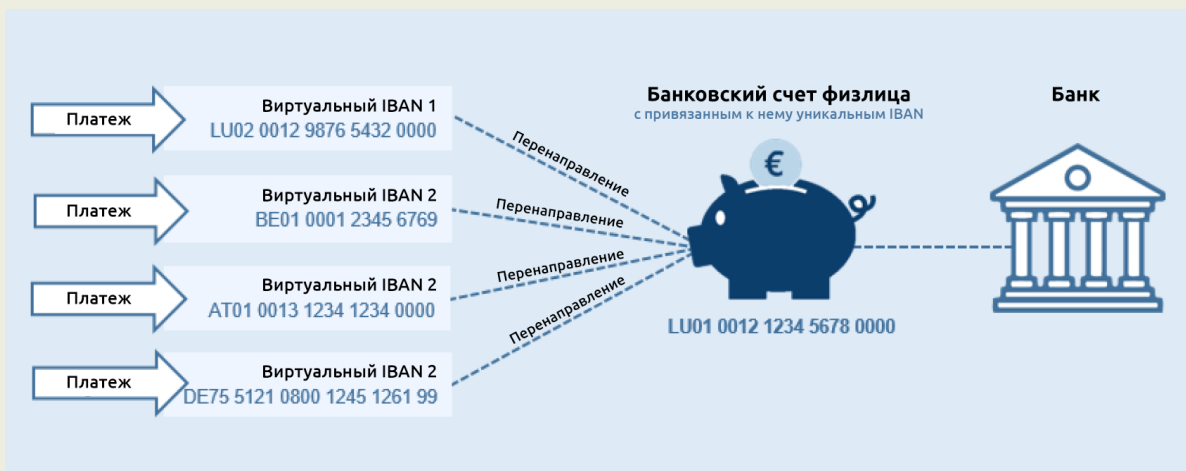 Платеж
Виртуальный IBAN 1
LU02 0012 9876 5432 0000
Платеж
Виртуальный IBAN 2
BE01 0001 2345 6769
Платеж
Виртуальный IBAN 2
AT01 0013 1234 1234 0000
Платеж
Виртуальный IBAN 2
DE75 5121 0800 1245 1261 99
Перенаправление
Перенаправление
Перенаправление
Перенаправление
Банковский счет физлица
с привязанным к нему уникальным IBAN
€
LU01 0012 1234 5678 0000
Банк